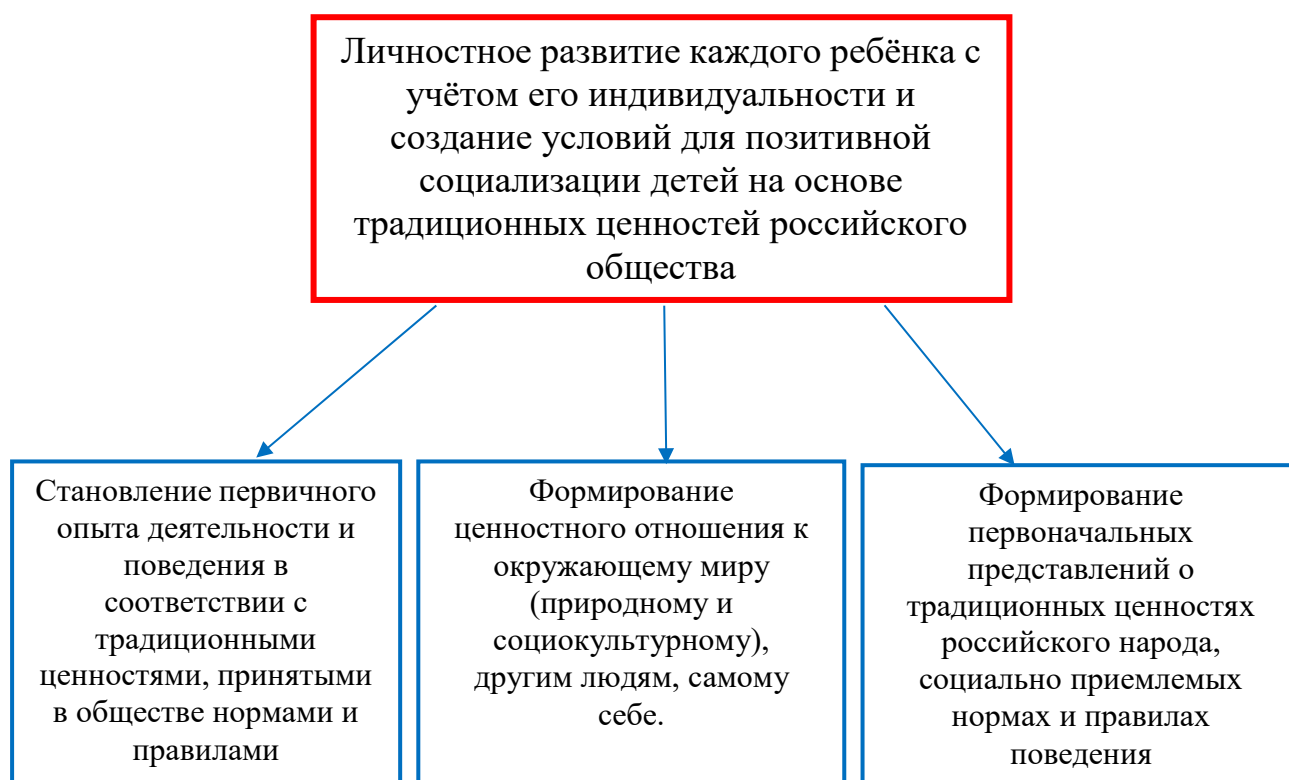 Личностное развитие каждого ребёнка с
учётом его индивидуальности и
создание условий для позитивной
социализации детей на основе
традиционных ценностей российского
общества
Становление первичного
опыта деятельности и
поведения в
соответствии с
традиционными
ценностями, принятыми
в обществе нормами и
правилами
Формирование
ценностного отношения к
окружающему миру
(природному и
социокультурному),
другим людям, самому
себе.
Формирование
первоначальных
представлений о
традиционных ценностях
российского народа,
социально приемлемых
нормах и правилах
поведения